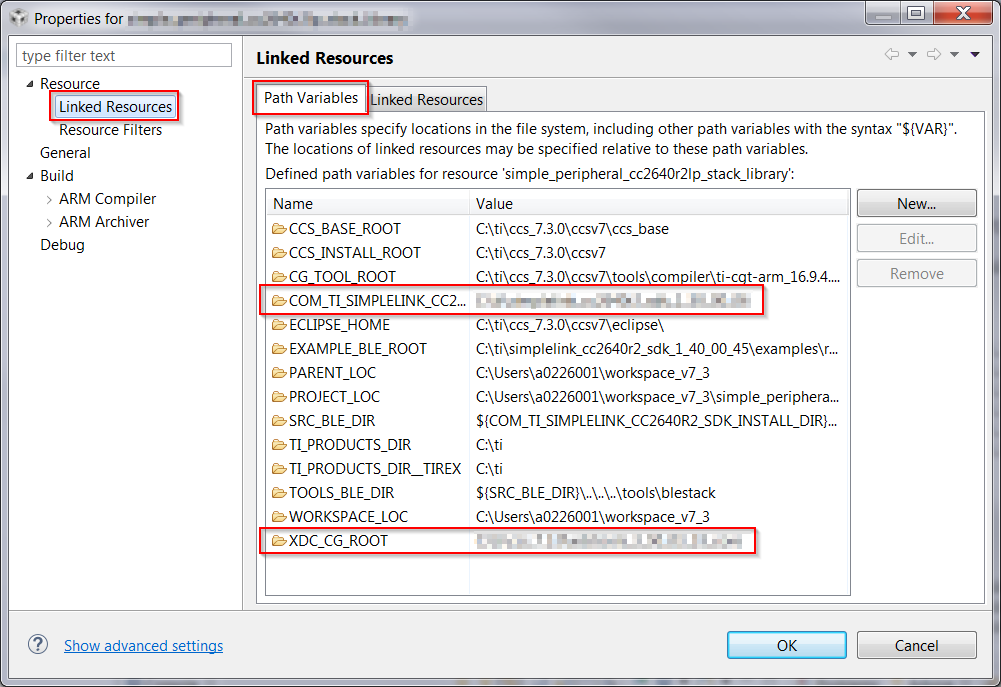 Properties for
type filter text
Resource
Linked Resources
Resource Filters
General
Build
ARM Compiler
ARM Archiver
Debug
Linked Resources
Path Variables
Linked Resources
Path variables specify locations in the file system, including other path variables with the syntax "${VAR}".
The locations of linked resources may be specified relative to these path variables.
Defined path variables for resource 'simple_peripheral_cc2640r2lp_stack_library':
Name Value
CCS_BASE_ROOT C:\ti\ccs_7.3.0\ccsv7\ccs_base
CCS_INSTALL_ROOT C:\ti\ccs_7.3.0\ccsv7
CG_TOOL_ROOT C:\ti\ccs_7.3.0\ccsv7\tools\compiler\ti-cgt-arm_16.9.4....
COM_TI_SIMPLELINK_CC2...
ECLIPSE_HOME C:\ti\ccs_7.3.0\ccsv7\eclipse\
EXAMPLE_BLE_ROOT C:\ti\simplelink_cc2640r2_sdk_1_40_00_45\examples\r...
PARENT_LOC C:\Users\a0226001\workspace_v7_3
PROJECT_LOC C:\Users\a0226001\workspace_v7_3\simple_periphera...
SRC_BLE_DIR ${COM_TI_SIMPLELINK_CC2640R2_SDK_INSTALL_DIR}...
TI_PRODUCTS_DIR C:\ti
TI_PRODUCTS_DIR__TIREX C:\ti
TOOLS_BLE_DIR ${SRC_BLE_DIR}\..\..\..\tools\blestack
WORKSPACE_LOC C:\Users\a0226001\workspace_v7_3
XDC_CG_ROOT
New...
Edit...
Remove
Show advanced settings
OK
Cancel